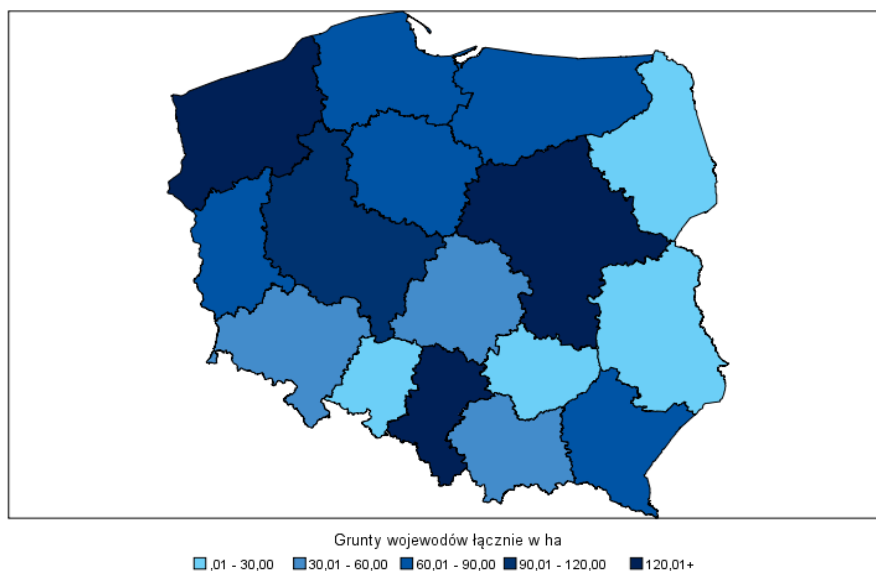 Grunty wojewodów łącznie w ha
,01 - 30,00 30,01 - 60,00 60,01 - 90,00 90,01 - 120,00 120,01+